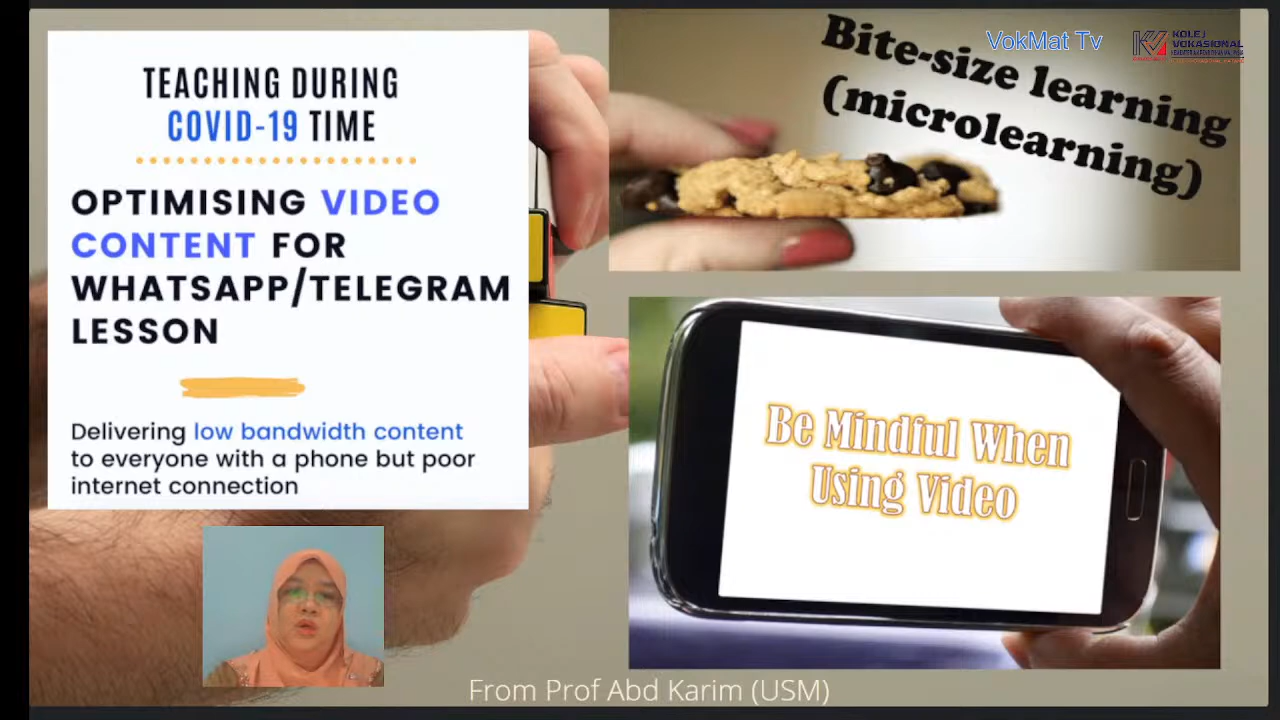 TEACHING DURING
COVID-19 TIME
OPTIMISING VIDEO
CONTENT FOR
WHATSAPP/TELEGRAM
LESSON
Delivering low bandwidth content
to everyone with a phone but poor
internet connection
Bite-size learning
(microlearning)
VokMat Tv
KOLEJ
VOKASIONAL
Be Mindful When
Using Video
From Prof Abd Karim (USM)